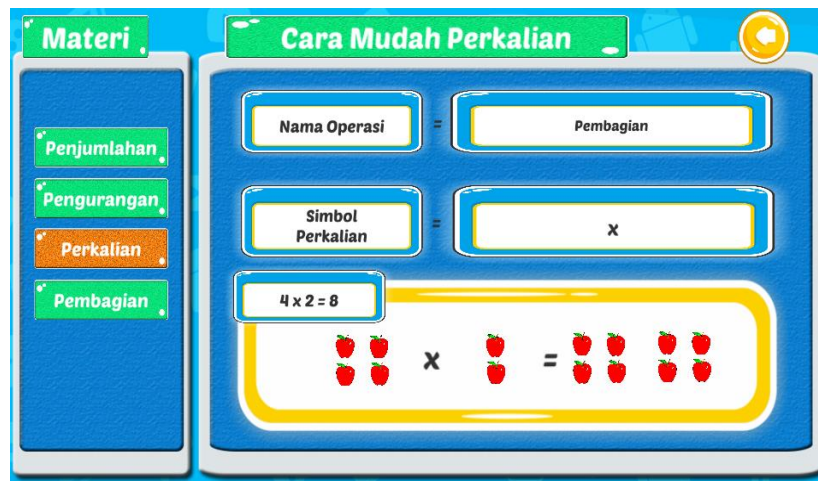 Materi
Cara Mudah Perkalian
Penjumlahan
Pengurangan
Perkalian
Pembagian
Nama Operasi
=
Pembagian
Simbol
Perkalian
=
x
4 x 2 = 8
x =